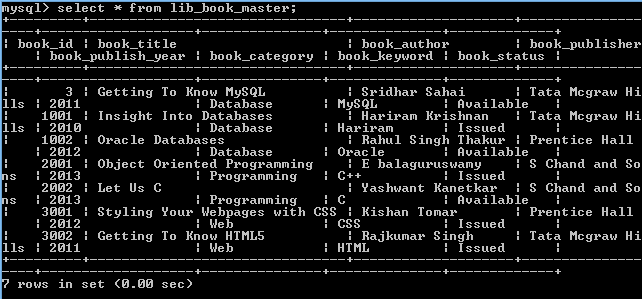 mysql> select * from lib_book_master;
| book_id | book_title | book_author | book_publisher
| book_publish_year | book_category | book_keyword | book_status |
| 3 | Getting To Know MySQL | Sridhar Sahai | Tata Mcgraw Hi
lls | 2011 | Database | MySQL | Available |
| 1001 | Insight Into Databases | Hariram Krishnan | Tata Mcgraw Hi
lls | 2010 | Database | Hariram | Issued |
| 1002 | Oracle Databases | Rahul Singh Thakur | Prentice Hall
| 2012 | Database | Oracle | Available |
| 2001 | Object Oriented Programming | E balaguruswamy | S Chand and So
ns | 2013 | Programming | C++ | Issued |
| 2002 | Let Us C | Yashwant Kanetkar | S Chand and So
ns | 2013 | Programming | C | Available |
| 3001 | Styling Your Webpages with CSS | Kishan Tomar | Prentice Hall
| 2012 | Web | CSS | Issued |
| 3002 | Getting To Know HTML5 | Rajkumar Singh | Tata Mcgraw Hi
lls | 2011 | Web | HTML | Issued |
7 rows in set (0.00 sec)